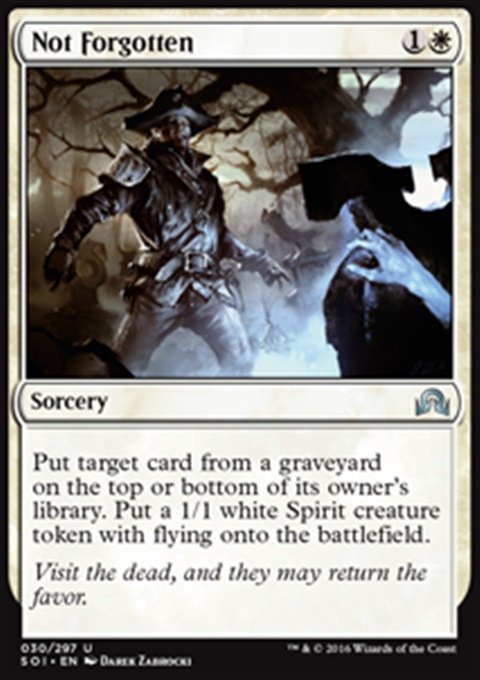 Not Forgotten 1
Sorcery
Put target card from a graveyard
on the top or bottom of its owner's
library. Put a 1/1 white Spirit creature
token with flying onto the battlefield.
Visit the dead, and they may return the
favor.
030/297 U
SOI • EN DAREK ZABROCKI
™ & © 2016 Wizards of the Coast